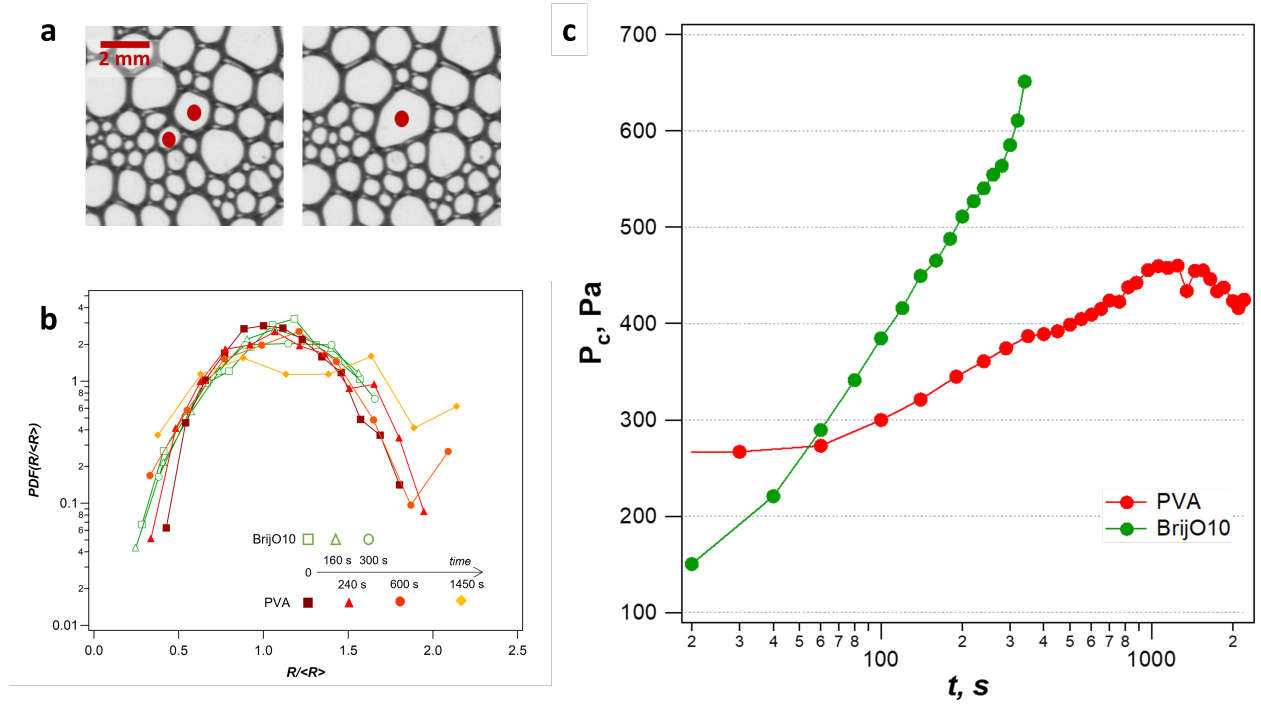 a
2 mm
b
PDF(R/<R>)
4
2
1
8
6
4
2
0.1
8
6
4
2
0.01
BrijO10
160 s 300 s time
0
240 s 600 s 1450 s
PVA
0.0 0.5 1.0 1.5 2.0 2.5
R/<R>
c
Pc, Pa
700
600
500
400
300
200
100
PVA
BrijO10
2 3 4 5 6 7 8 2 3 4 5 6 7 8 2
100 1000
t, s